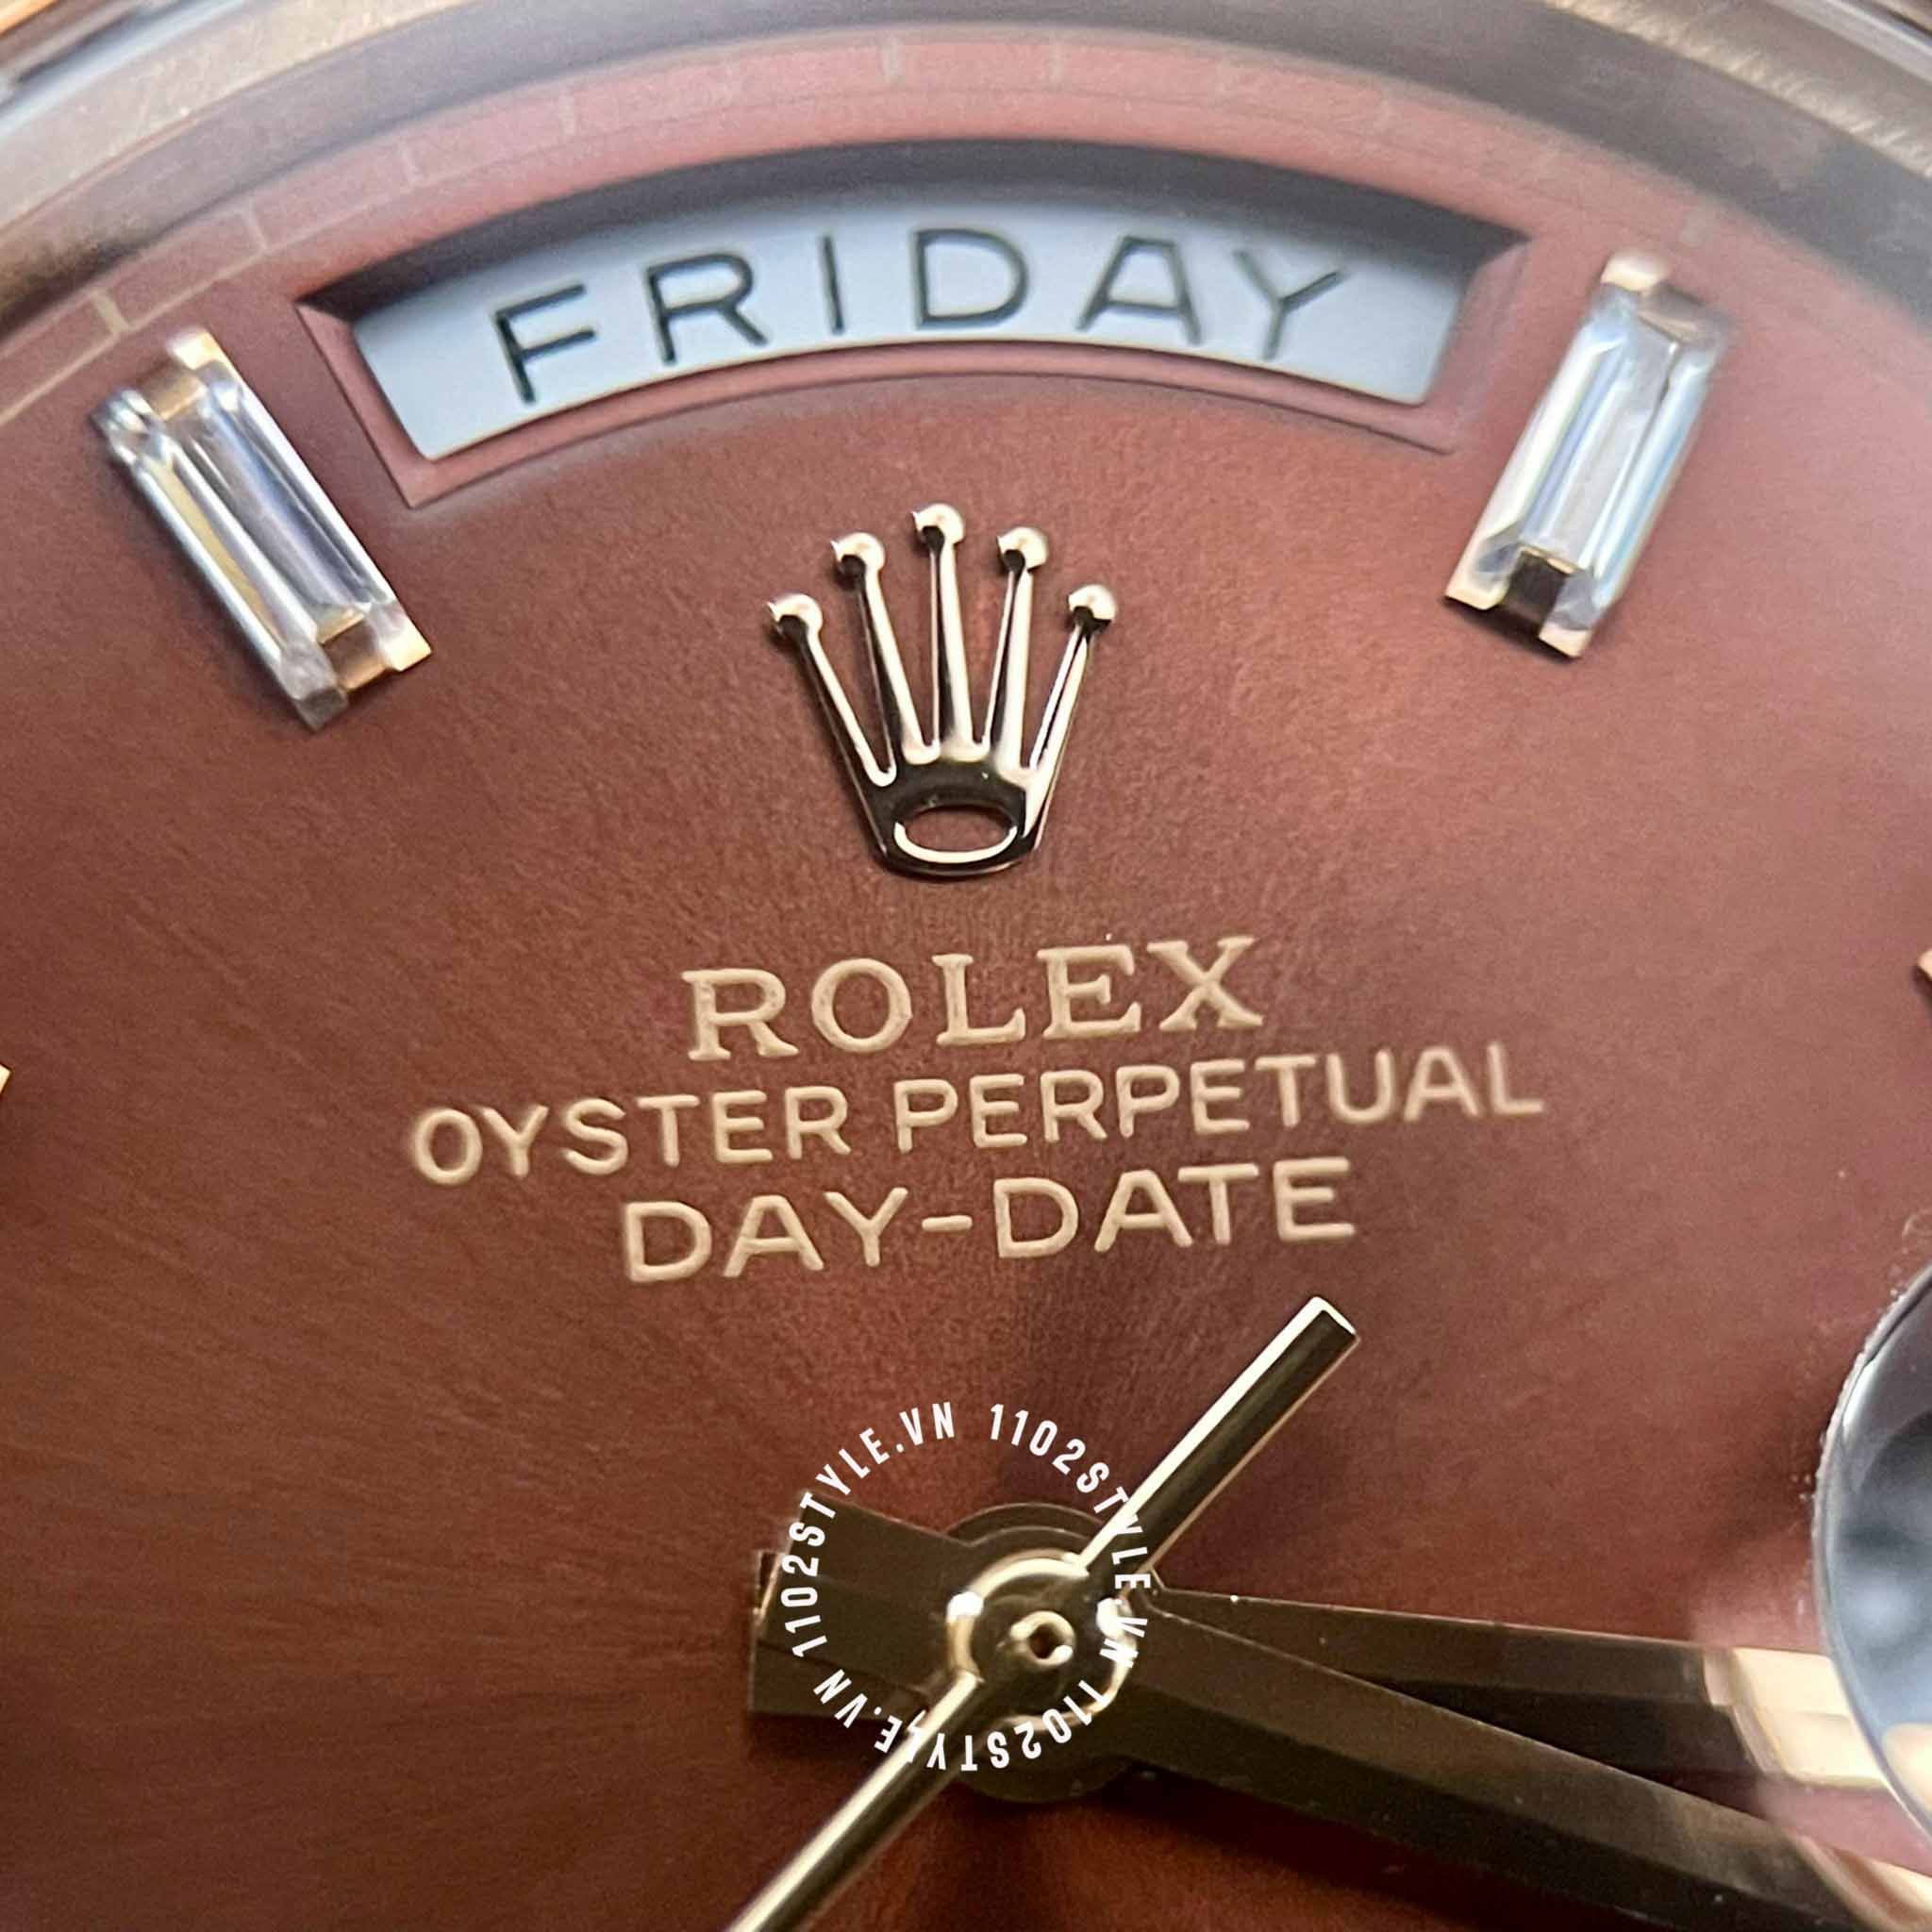 FRIDAY
ROLEX
OYSTER PERPETUAL
DAY-DATE
1102STYLE.VN 1102STYLE.VN 1102STYLE.VN 1102STYLE.VN